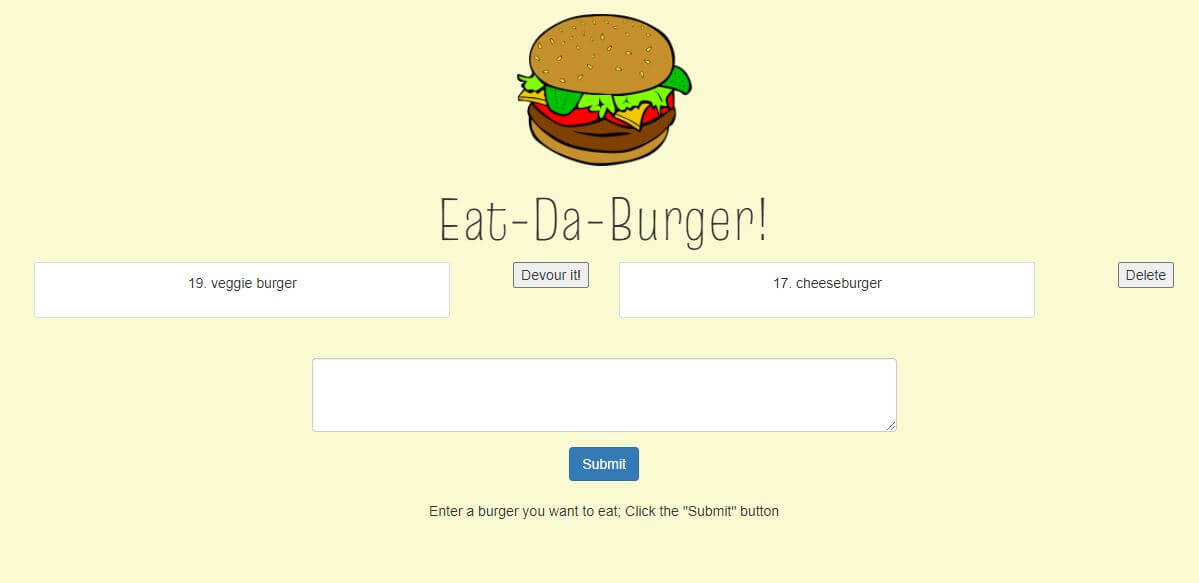 Eat-Da-Burger!
19. veggie burger
Devour it!
17. cheeseburger
Delete
Submit
Enter a burger you want to eat; Click the "Submit" button